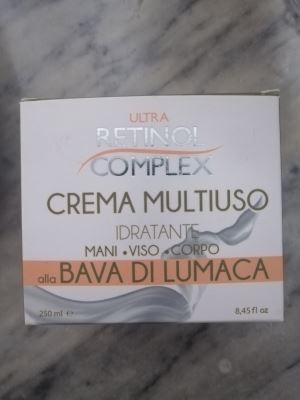 ULTRA
RETINOL
COMPLEX
CREMA MULTIUSO
IDRATANTE
MANI • VISO • CORPO
alla BAVA DI LUMACA
250 ml ℮ 8,45 fl oz